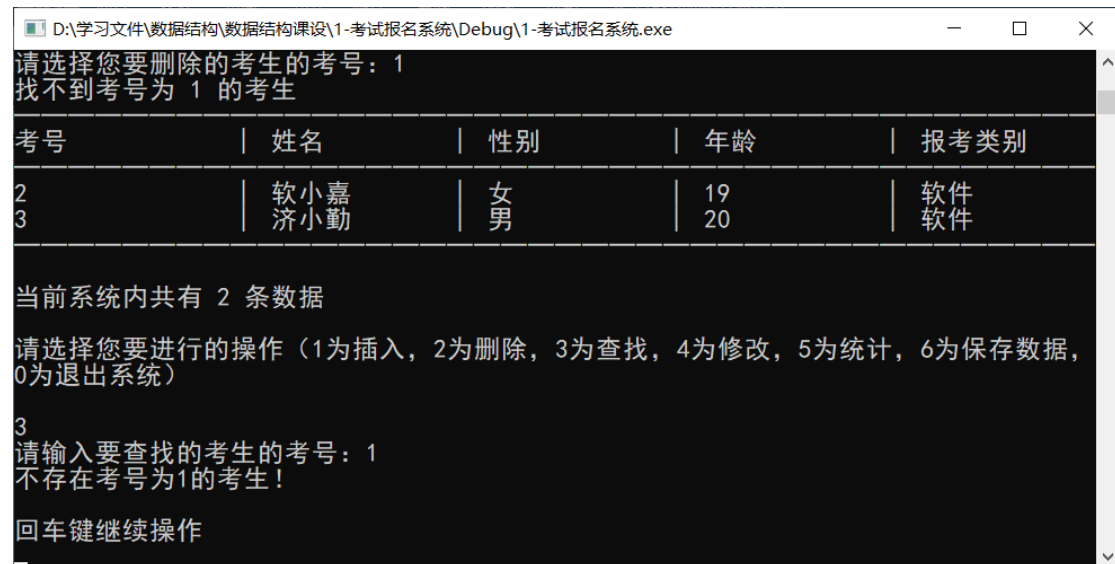 D:\学习文件\数据结构\数据结构课设\1-考试报名系统\Debug\1-考试报名系统.exe
请选择您要删除的考生的考号：1
找不到考号为 1 的考生
考号 | 姓名 | 性别 | 年龄 | 报考类别
2 | 软小嘉 | 女 | 19 | 软件
3 | 济小勤 | 男 | 20 | 软件
当前系统内共有 2 条数据
请选择您要进行的操作（1为插入，2为删除，3为查找，4为修改，5为统计，6为保存数据，
0为退出系统）
3
请输入要查找的考生的考号：1
不存在考号为1的考生！
回车键继续操作